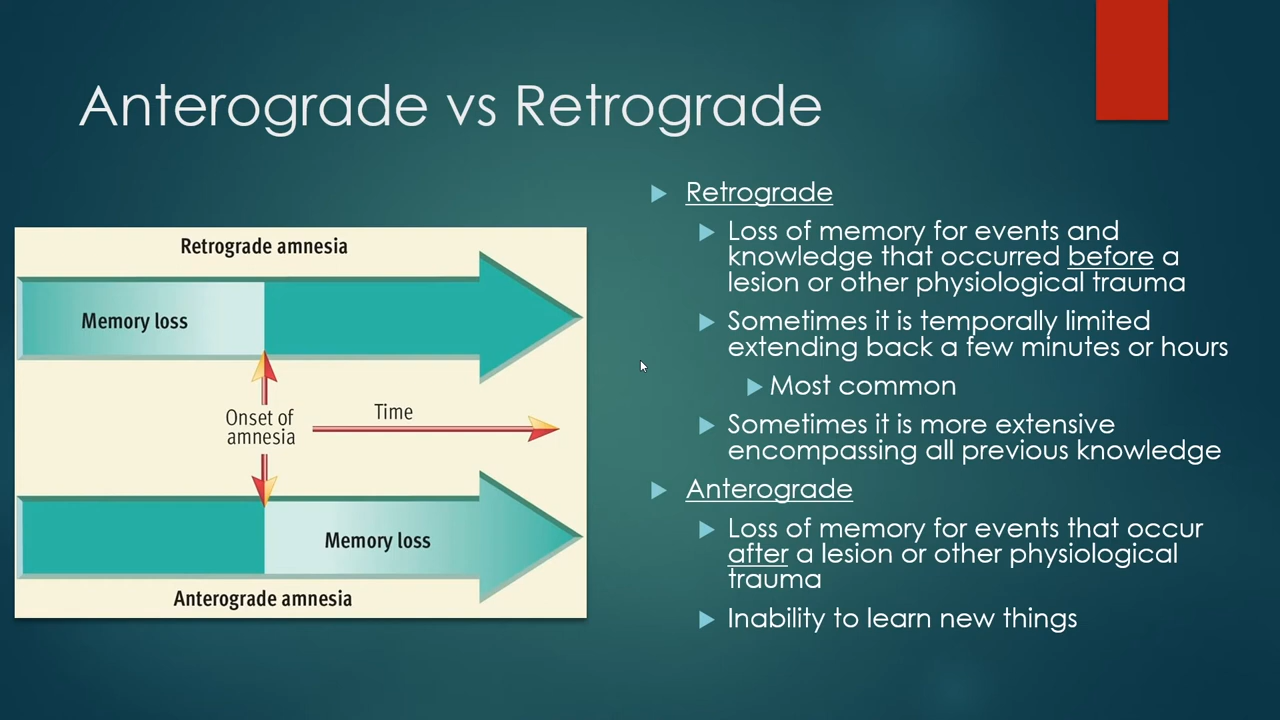 Anterograde vs Retrograde
Retrograde amnesia
Memory loss
Onset of
amnesia
Time
Memory loss
Anterograde amnesia
Retrograde
Loss of memory for events and
knowledge that occurred before a
lesion or other physiological trauma
Sometimes it is temporally limited
extending back a few minutes or hours
Most common
Sometimes it is more extensive
encompassing all previous knowledge
Anterograde
Loss of memory for events that occur
after a lesion or other physiological
trauma
Inability to learn new things